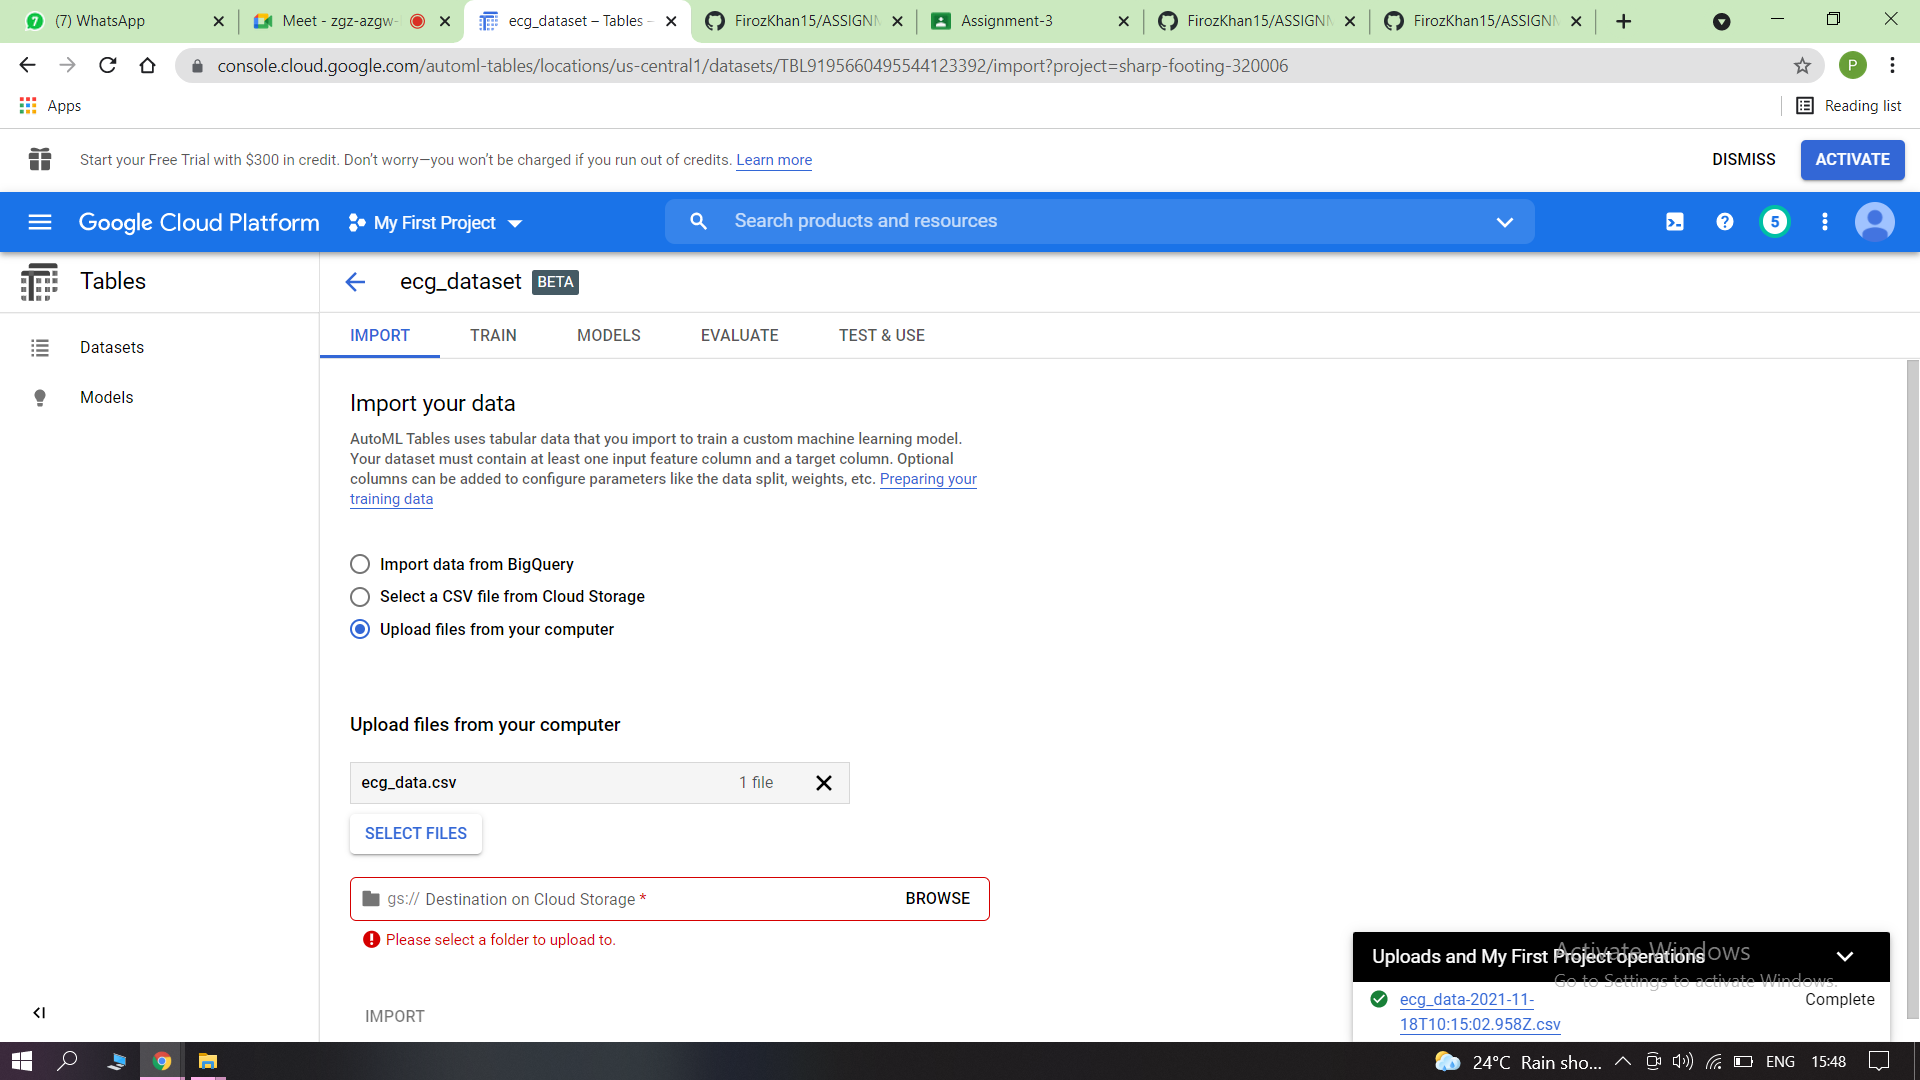 (7) WhatsApp
Meet - zgz-azgw-
ecg_dataset – Tables –
FirozKhan15/ASSIGNM
Assignment-3
FirozKhan15/ASSIGNM
FirozKhan15/ASSIGNM
console.cloud.google.com/automl-tables/locations/us-central1/datasets/TBL9195660495544123392/import?project=sharp-footing-320006
P
Apps
Reading list
Start your Free Trial with $300 in credit. Don't worry—you won't be charged if you run out of credits. Learn more
DISMISS
ACTIVATE
Google Cloud Platform
My First Project
Search products and resources
5
Tables
ecg_dataset BETA
IMPORT
TRAIN
MODELS
EVALUATE
TEST & USE
Datasets
Models
Import your data
AutoML Tables uses tabular data that you import to train a custom machine learning model.
Your dataset must contain at least one input feature column and a target column. Optional
columns can be added to configure parameters like the data split, weights, etc. Preparing your
training data
Import data from BigQuery
Select a CSV file from Cloud Storage
Upload files from your computer
Upload files from your computer
ecg_data.csv
1 file
SELECT FILES
gs:// Destination on Cloud Storage *
BROWSE
Please select a folder to upload to.
IMPORT
Uploads and My First Project operations
Activate Windows
Go to Settings to activate Windows.
ecg_data-2021-11-
18T10:15:02.958Z.csv
Complete
24°C Rain sho...
ENG
15:48